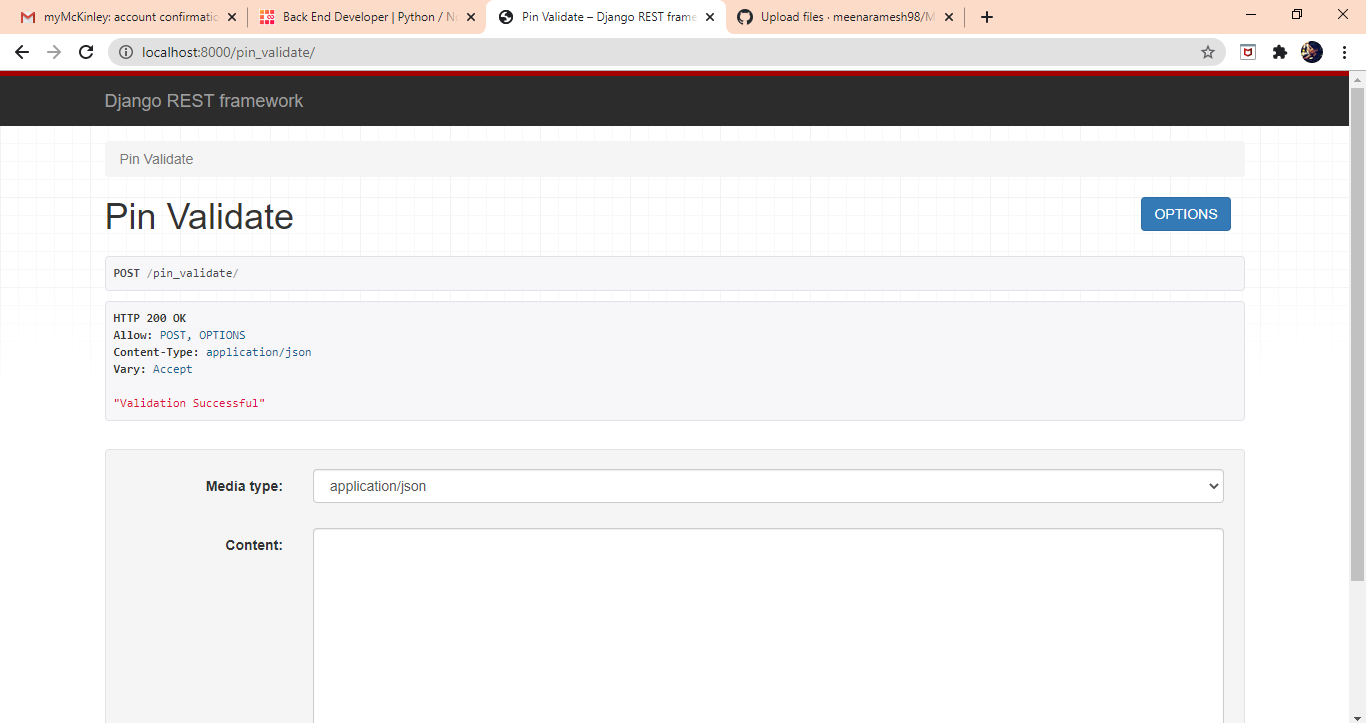 myMcKinley: account confirmatio
Back End Developer | Python / N
Pin Validate – Django REST frame
Upload files · meenaramesh98/M
localhost:8000/pin_validate/
Django REST framework
Pin Validate
Pin Validate
OPTIONS
POST /pin_validate/
HTTP 200 OK
Allow: POST, OPTIONS
Content-Type: application/json
Vary: Accept
"Validation Successful"
Media type:
application/json
Content: